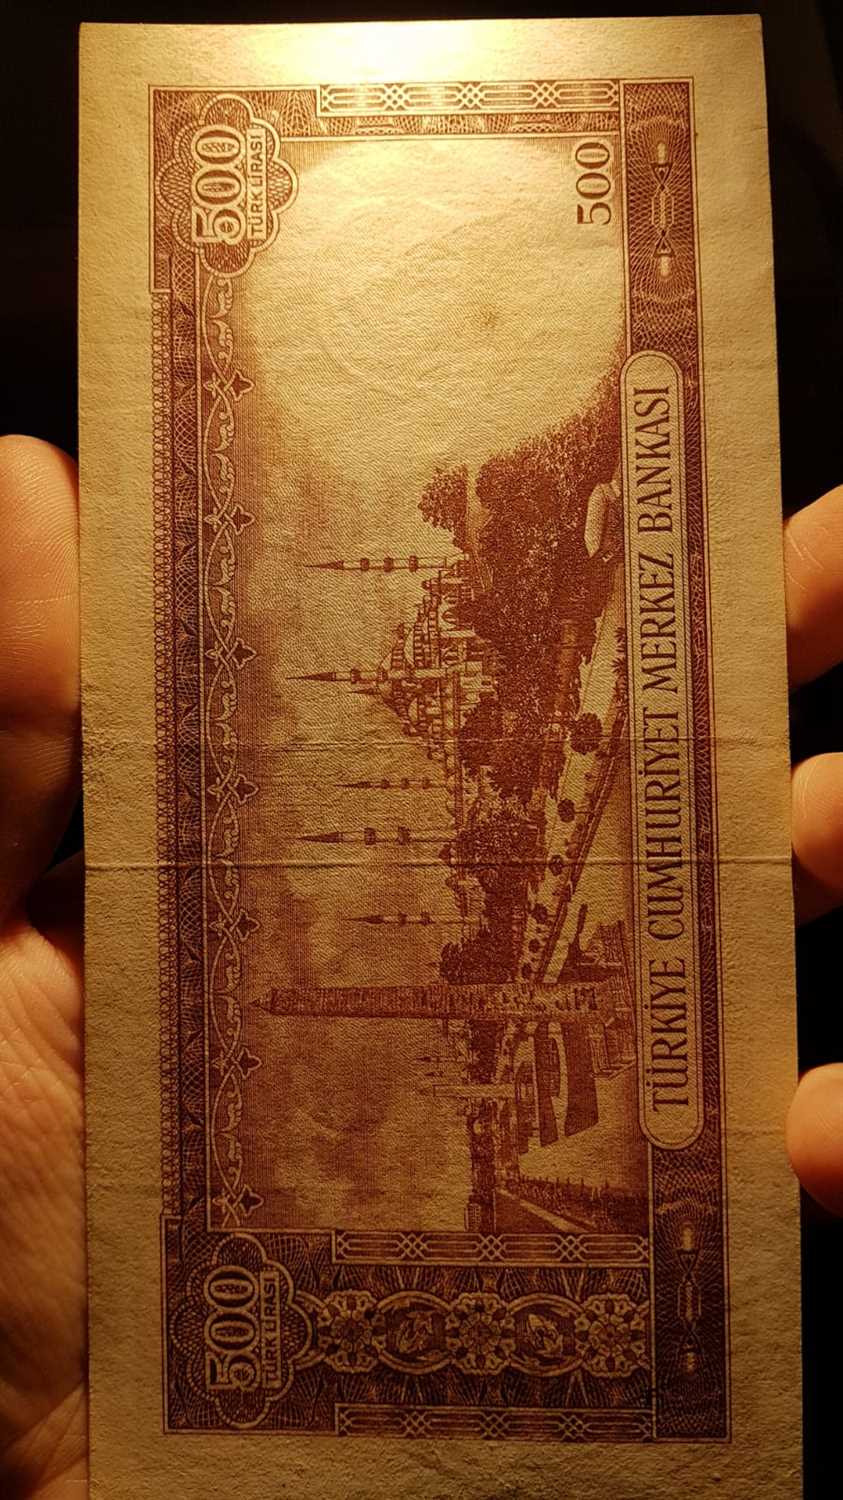 500
TÜRK LİRASI
500
TÜRK LİRASI
500
TÜRKİYE CUMHURİYET MERKEZ BANKASI